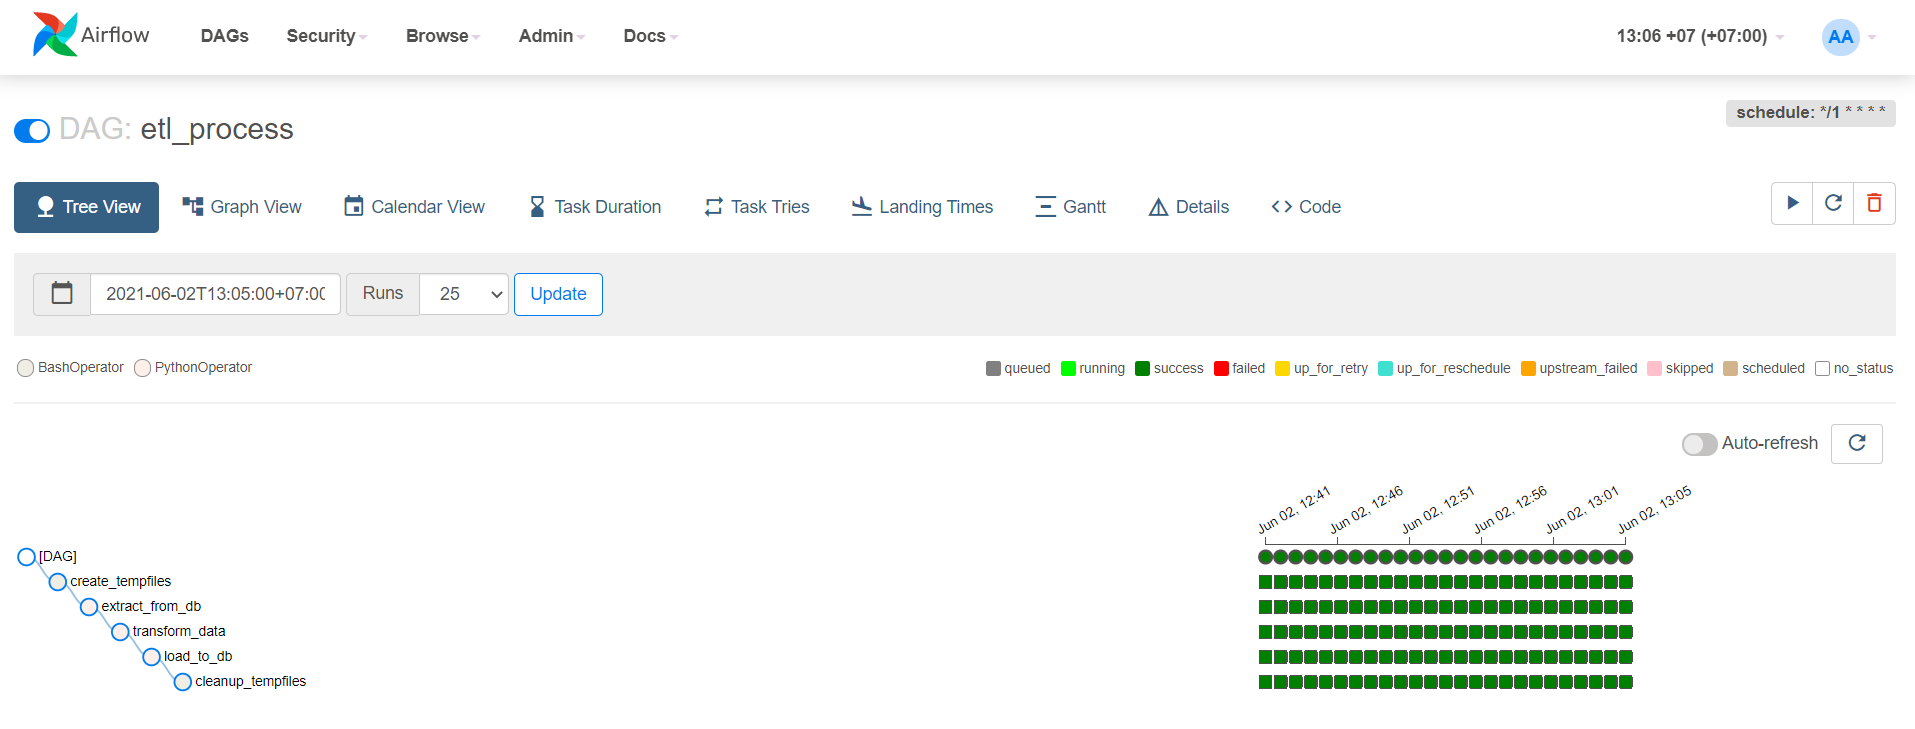 Airflow DAGs Security Browse Admin Docs 13:06 +07 (+07:00) AA
schedule: */1 * * * *
DAG: etl_process
Tree View Graph View Calendar View Task Duration Task Tries Landing Times Gantt Details Code
2021-06-02T13:05:00+07:00 Runs 25 Update
BashOperator PythonOperator queued running success failed up_for_retry up_for_reschedule upstream_failed skipped scheduled no_status
Auto-refresh
Jun 02, 12:41 Jun 02, 12:46 Jun 02, 12:51 Jun 02, 12:56 Jun 02, 13:01 Jun 02, 13:05
[DAG]
create_tempfiles
extract_from_db
transform_data
load_to_db
cleanup_tempfiles